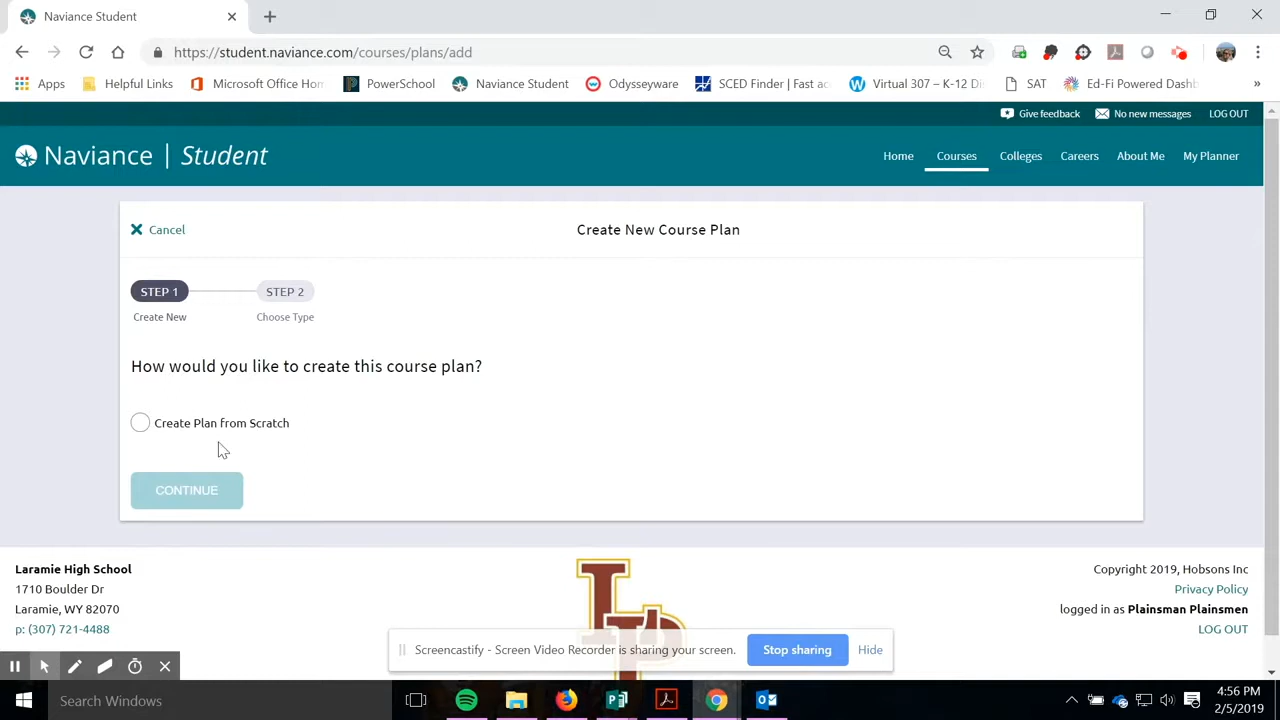 Naviance Student
https://student.naviance.com/courses/plans/add
Apps
Helpful Links
Microsoft Office Hom
PowerSchool
Naviance Student
Odysseyware
SCED Finder | Fast ac
Virtual 307 – K-12 Di
SAT
Ed-Fi Powered Dashb
»
Give feedback
No new messages
LOG OUT
Naviance | Student
Home
Courses
Colleges
Careers
About Me
My Planner
Cancel
Create New Course Plan
STEP 1
STEP 2
Create New
Choose Type
How would you like to create this course plan?
Create Plan from Scratch
CONTINUE
Laramie High School
1710 Boulder Dr
Laramie, WY 82070
p: (307) 721-4488
Copyright 2019, Hobsons Inc
Privacy Policy
logged in as Plainsman Plainsmen
LOG OUT
Screencastify - Screen Video Recorder is sharing your screen.
Stop sharing
Hide
Search Windows
4:56 PM
2/5/2019